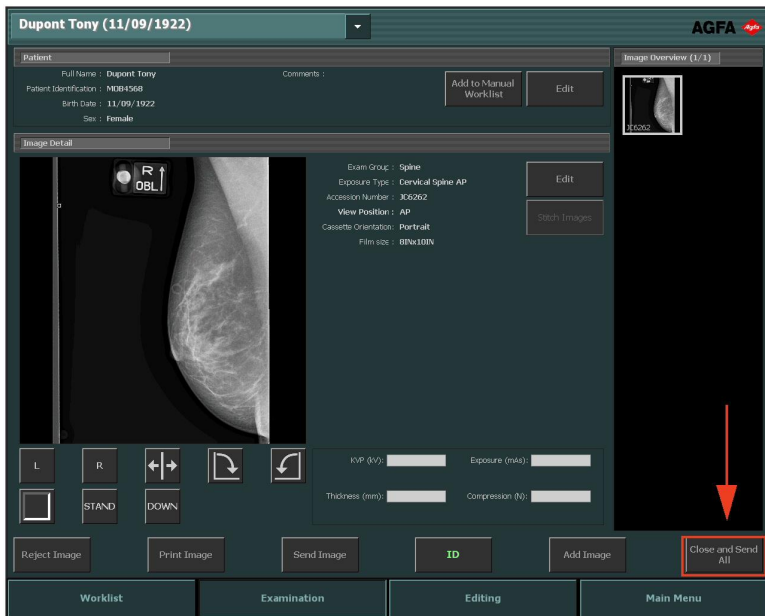 Dupont Tony (11/09/1922)
AGFA Agfa
Patient
Full Name : Dupont Tony
Patient Identification : MOB4568
Birth Date : 11/09/1922
Sex : Female
Comments :
Add to Manual
Worklist
Edit
Image Overview (1/1)
JC6262
Image Detail
R
OBL
Exam Group : Spine
Exposure Type : Cervical Spine AP
Accession Number : JC6262
View Position : AP
Cassette Orientation: Portrait
Film size : 8INx10IN
Edit
Stitch Images
L
R
STAND
DOWN
KVP (kV):
Exposure (mAs):
Thickness (mm):
Compression (N):
Reject Image
Print Image
Send Image
ID
Add Image
Close and Send
All
Worklist
Examination
Editing
Main Menu